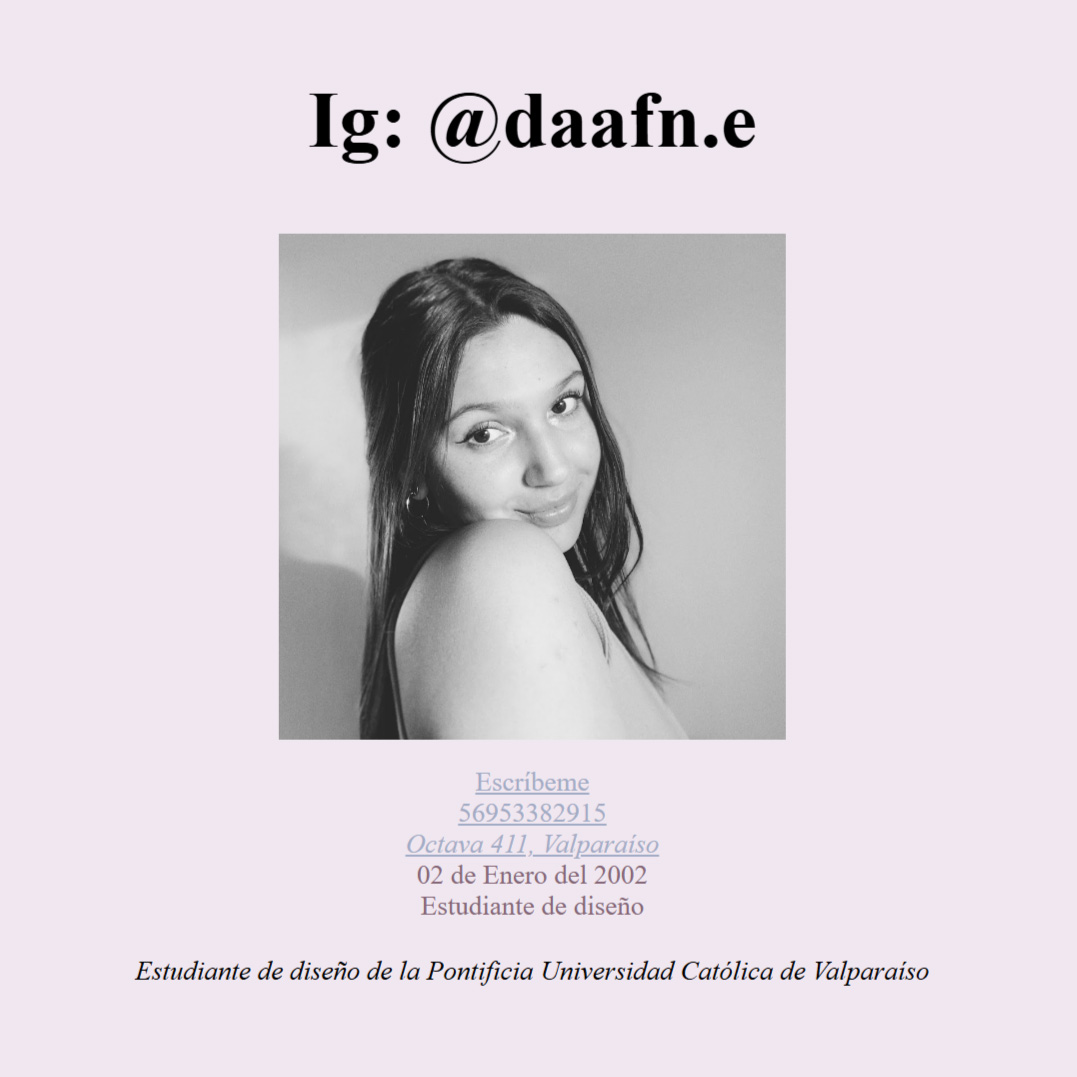 Ig: @daafn.e
Escríbeme
56953382915
Octava 411, Valparaíso
02 de Enero del 2002
Estudiante de diseño
Estudiante de diseño de la Pontificia Universidad Católica de Valparaíso